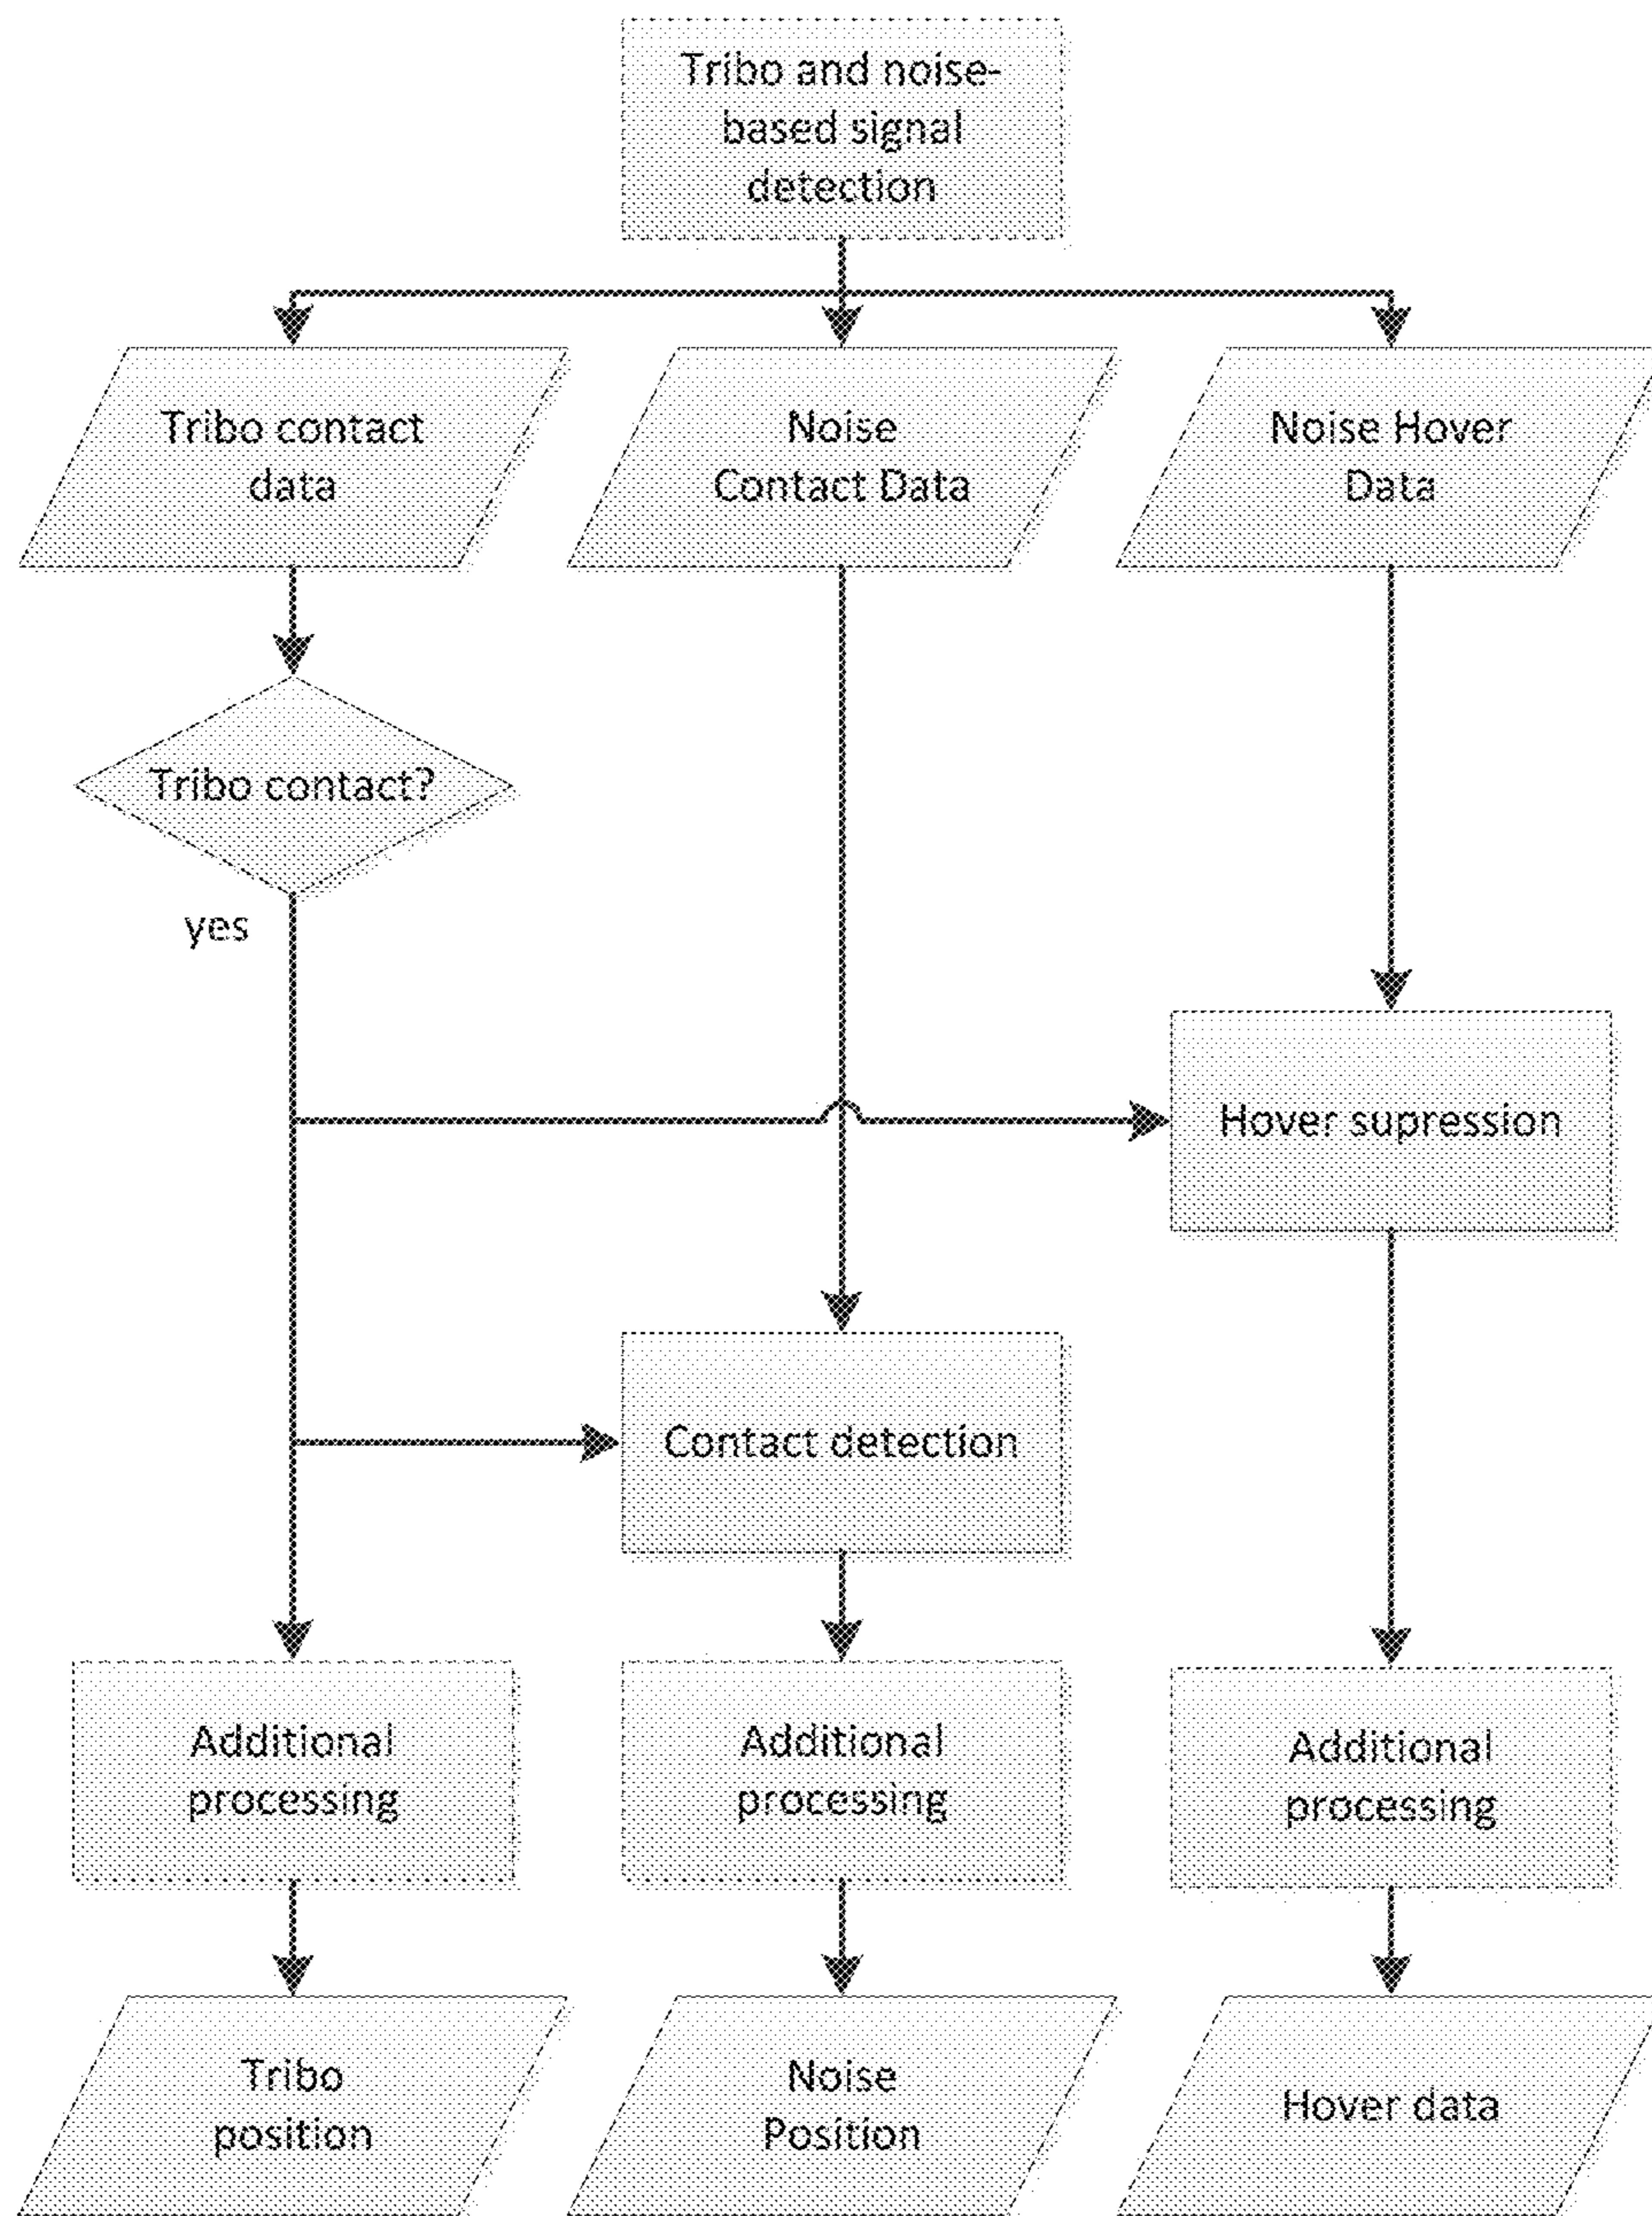 Tribo and noise-
based signal
detection
Tribo contact
data
Noise
Contact Data
Noise Hover
Data
Tribo contact?
yes
Hover supression
Contact detection
Additional
processing
Additional
processing
Additional
processing
Tribo
position
Noise
Position
Hover data